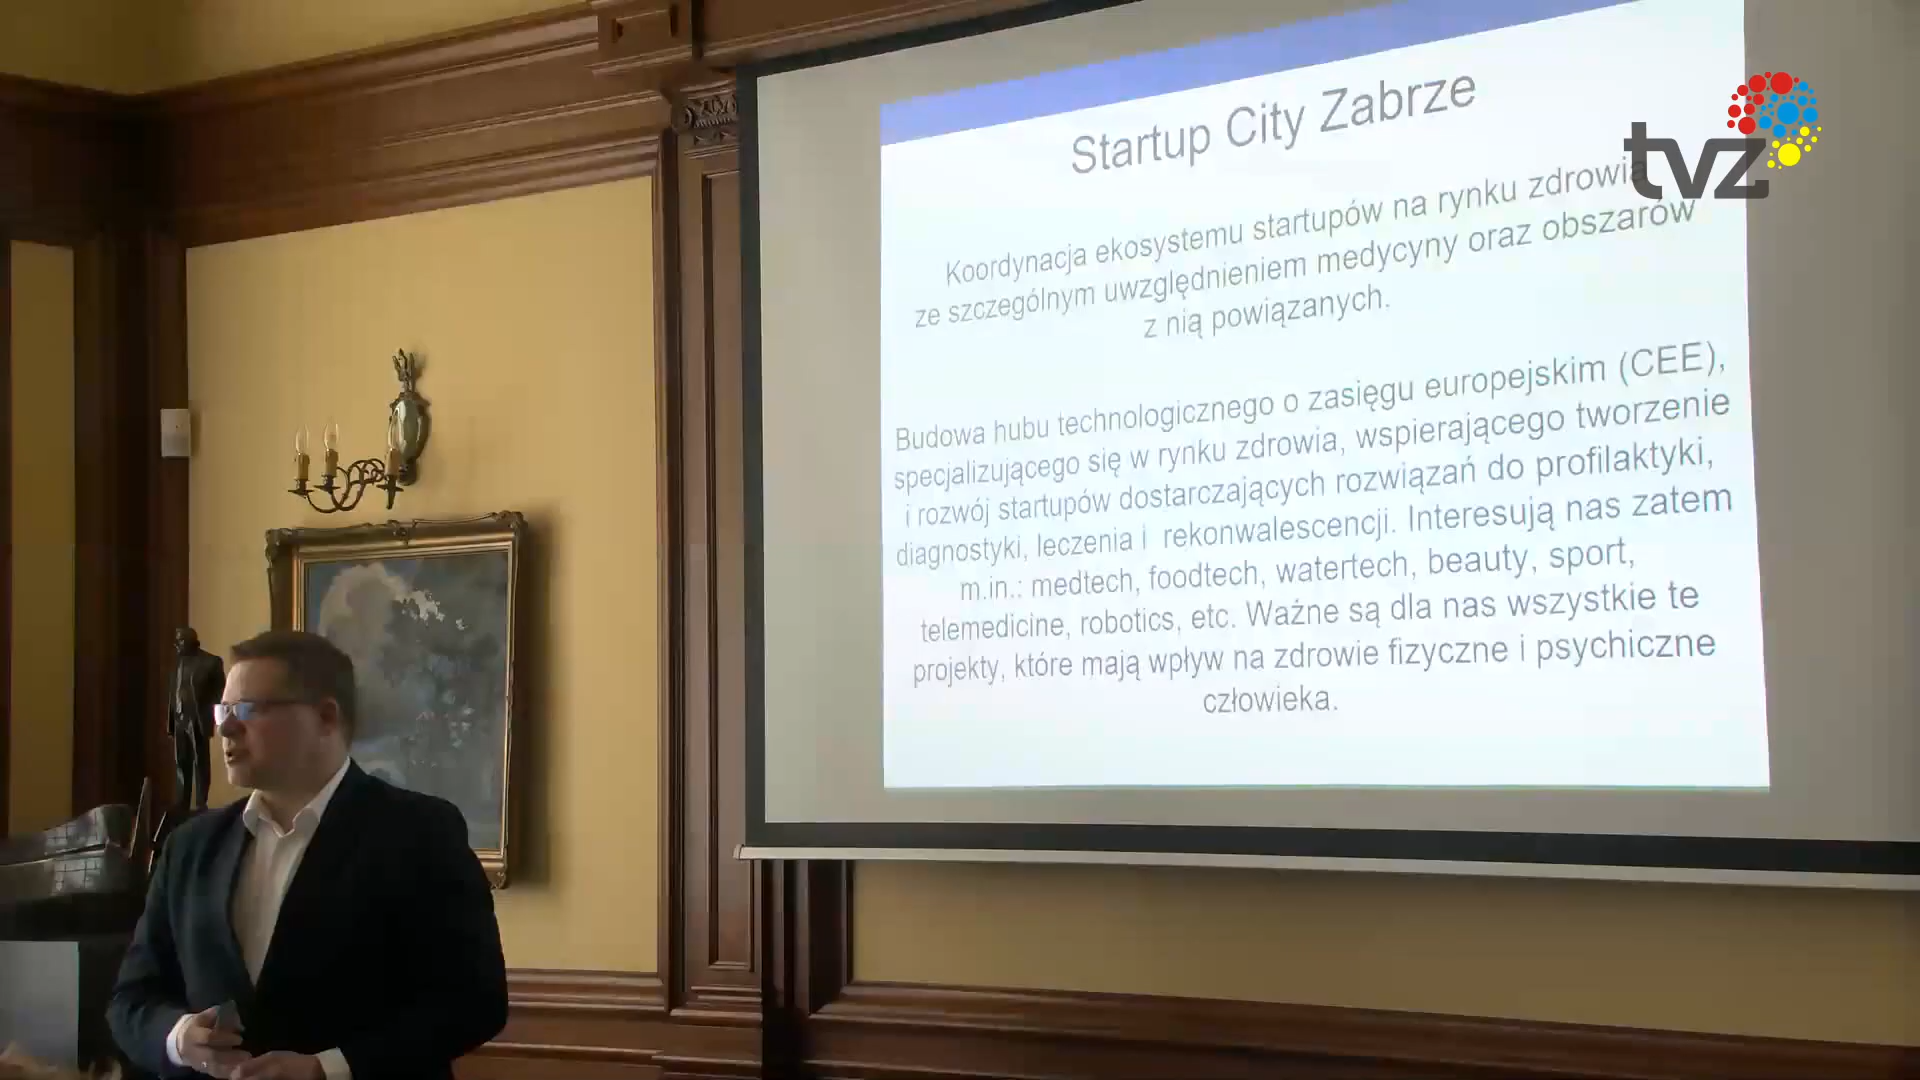 Startup City Zabrze
tvz
Koordynacja ekosystemu startupów na rynku zdrowia
ze szczególnym uwzględnieniem medycyny oraz obszarów
z nią powiązanych.
Budowa hubu technologicznego o zasięgu europejskim (CEE),
specjalizującego się w rynku zdrowia, wspierającego tworzenie
i rozwój startupów dostarczających rozwiązań do profilaktyki,
diagnostyki, leczenia i rekonwalescencji. Interesują nas zatem
m.in.: medtech, foodtech, watertech, beauty, sport,
telemedicine, robotics, etc. Ważne są dla nas wszystkie te
projekty, które mają wpływ na zdrowie fizyczne i psychiczne
człowieka.